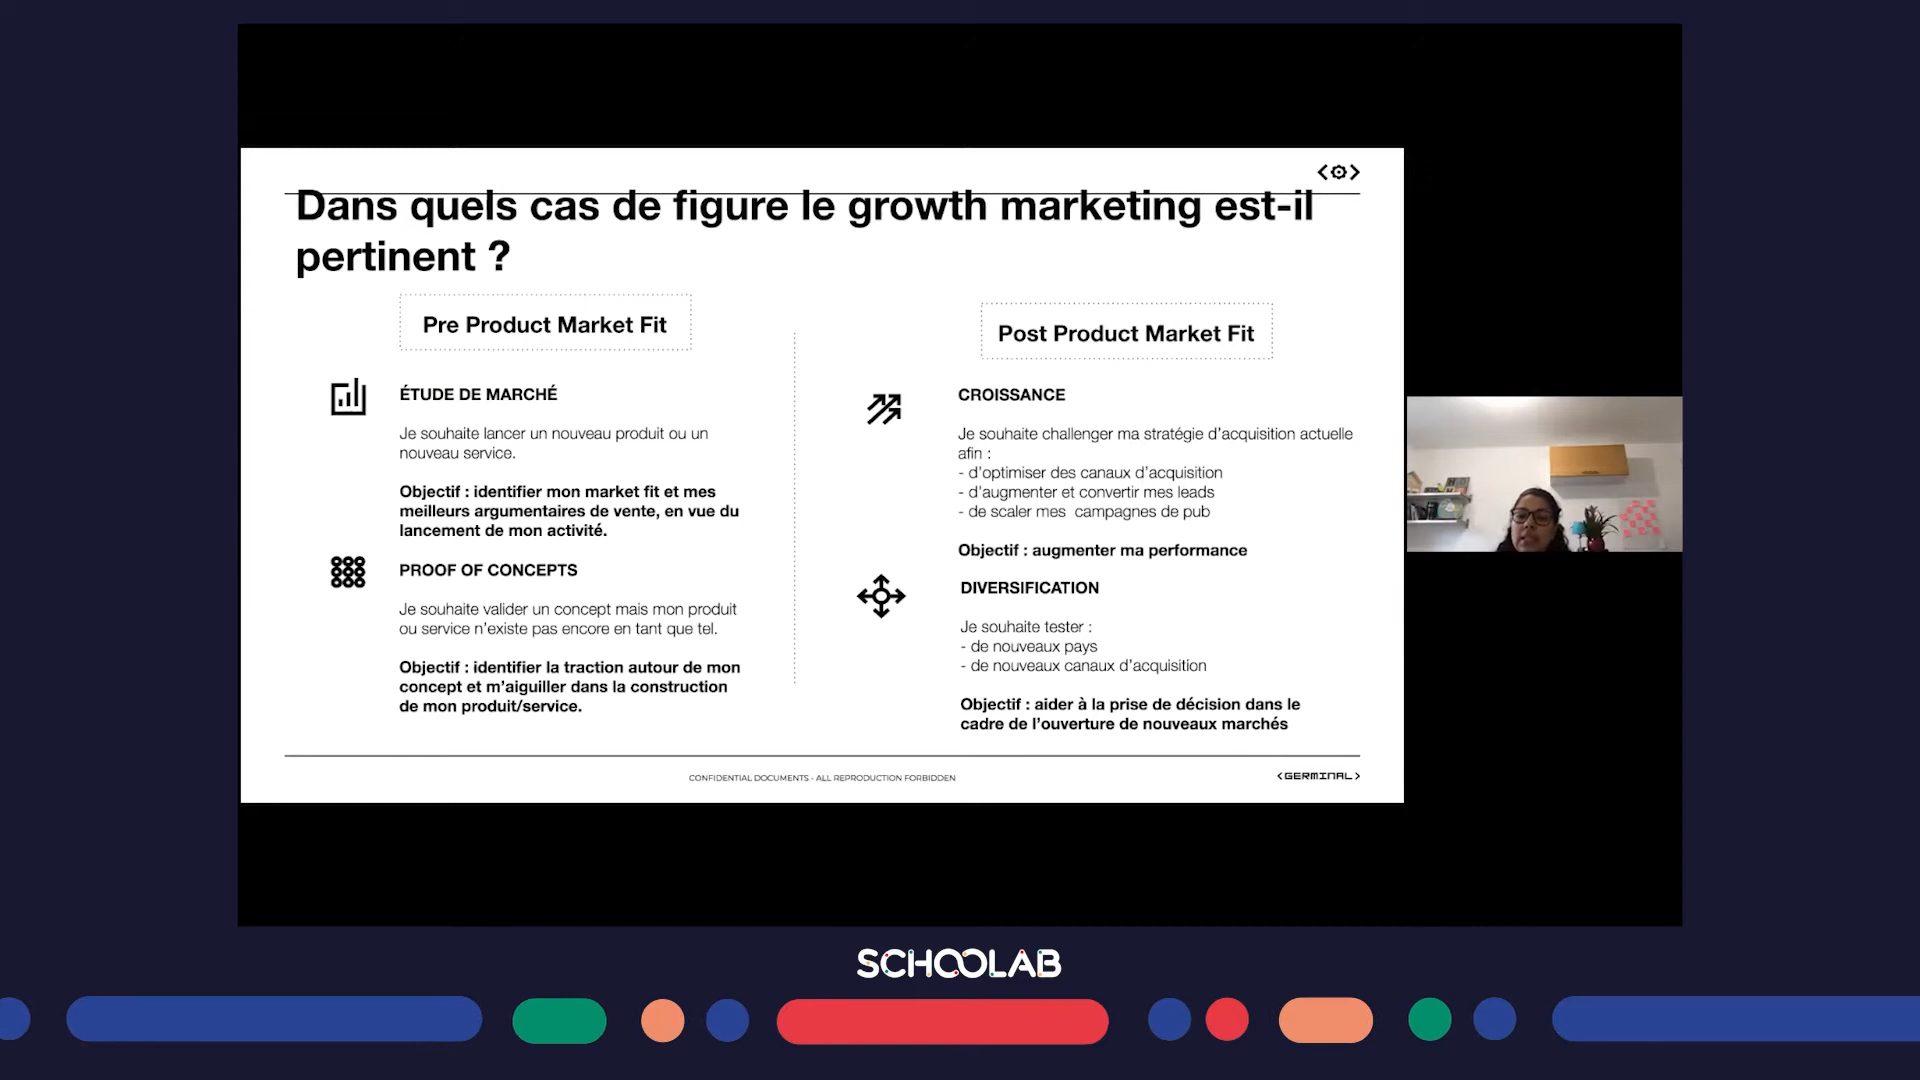 Dans quels cas de figure le growth marketing est-il
pertinent ?
Pre Product Market Fit
ÉTUDE DE MARCHÉ
Je souhaite lancer un nouveau produit ou un
nouveau service.
Objectif : identifier mon market fit et mes
meilleurs argumentaires de vente, en vue du
lancement de mon activité.
PROOF OF CONCEPTS
Je souhaite valider un concept mais mon produit
ou service n’existe pas encore en tant que tel.
Objectif : identifier la traction autour de mon
concept et m’aiguiller dans la construction
de mon produit/service.
Post Product Market Fit
CROISSANCE
Je souhaite challenger ma stratégie d’acquisition actuelle
afin :
- d’optimiser des canaux d’acquisition
- d’augmenter et convertir mes leads
- de scaler mes  campagnes de pub
Objectif : augmenter ma performance
DIVERSIFICATION
Je souhaite tester :
- de nouveaux pays
- de nouveaux canaux d’acquisition
Objectif : aider à la prise de décision dans le
cadre de l’ouverture de nouveaux marchés
CONFIDENTIAL DOCUMENTS - ALL REPRODUCTION FORBIDDEN
<GERMINAL>
SCHOOLAB